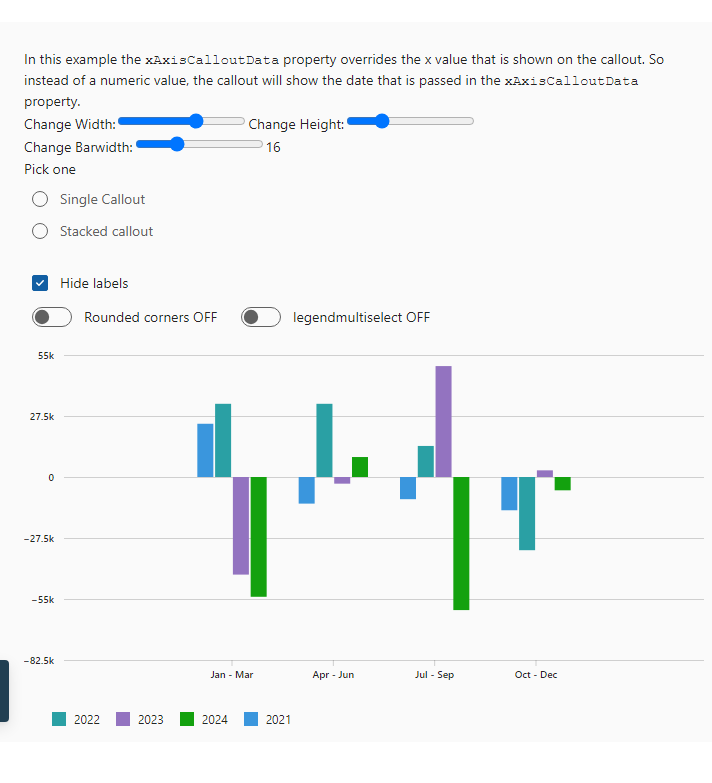 In this example the xAxisCalloutData property overrides the x value that is shown on the callout. So
instead of a numeric value, the callout will show the date that is passed in the xAxisCalloutData
property.
Change Width: Change Height:
Change Barwidth: 16
Pick one
Single Callout
Stacked callout
Hide labels
Rounded corners OFF legendmultiselect OFF
55k
27.5k
0
−27.5k
−55k
−82.5k
Jan - Mar Apr - Jun Jul - Sep Oct - Dec
2022 2023 2024 2021